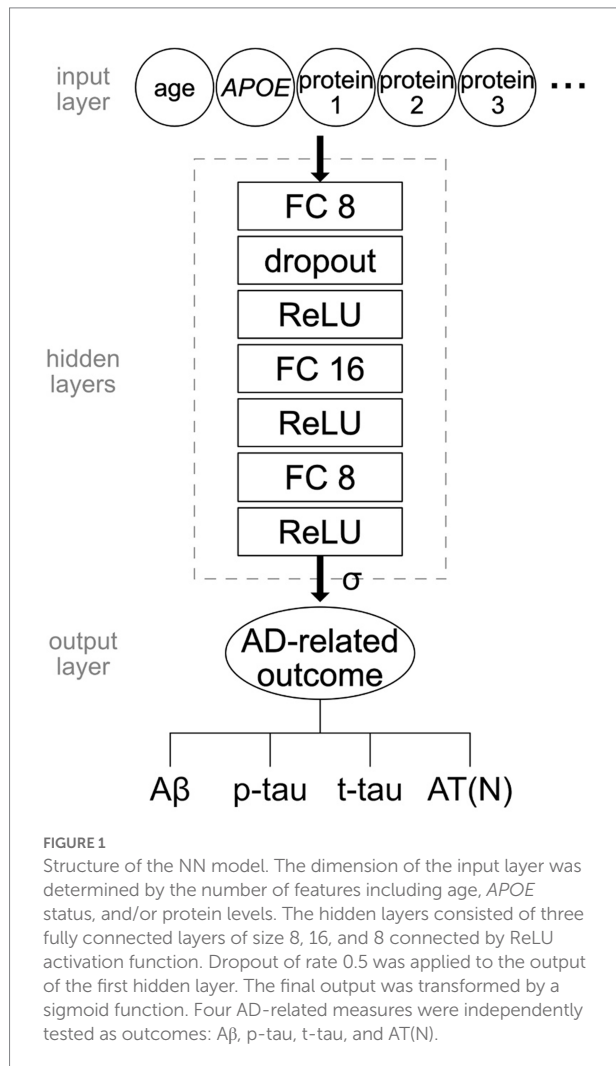 input
layer
age
APOE
protein
1
protein
2
protein
3
...
FC 8
dropout
ReLU
hidden
layers
FC 16
ReLU
FC 8
ReLU
σ
output
layer
AD-related
outcome
Aβ p-tau t-tau AT(N)
FIGURE 1
Structure of the NN model. The dimension of the input layer was
determined by the number of features including age, APOE
status, and/or protein levels. The hidden layers consisted of three
fully connected layers of size 8, 16, and 8 connected by ReLU
activation function. Dropout of rate 0.5 was applied to the output
of the first hidden layer. The final output was transformed by a
sigmoid function. Four AD-related measures were independently
tested as outcomes: Aβ, p-tau, t-tau, and AT(N).